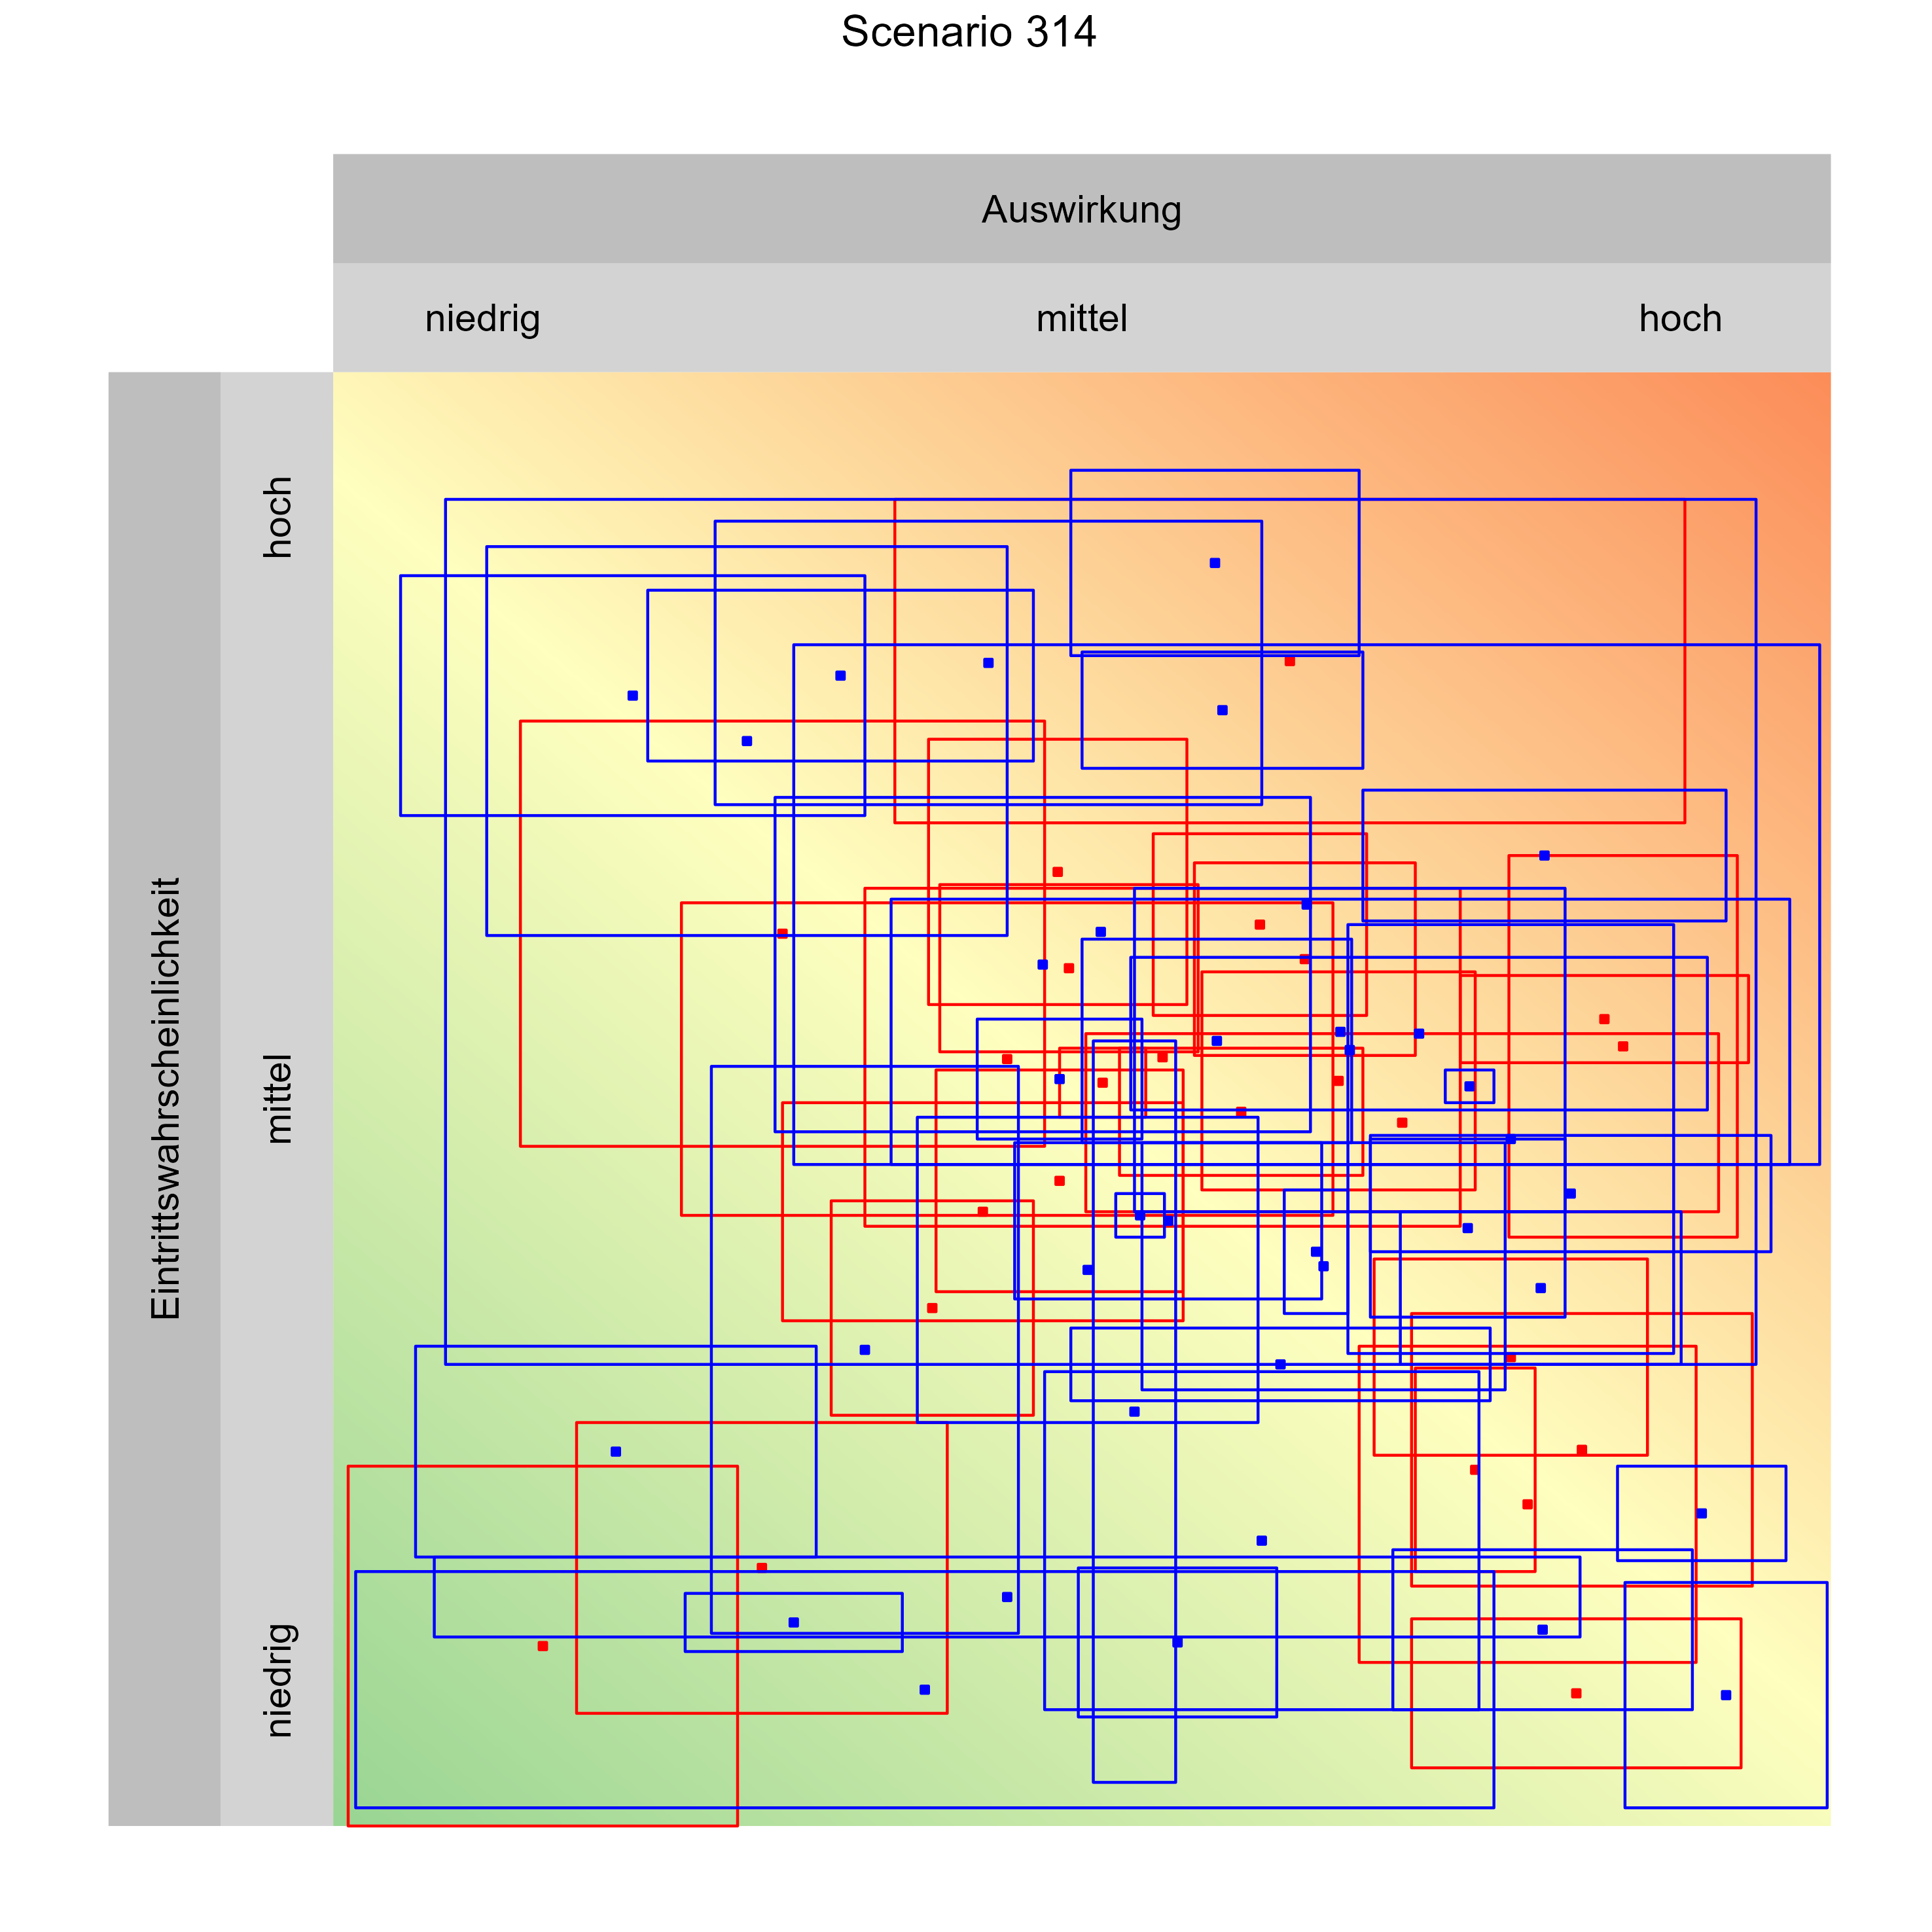 Scenario 314
Auswirkung
niedrig
mittel
hoch
Eintrittswahrscheinlichkeit
hoch
mittel
niedrig